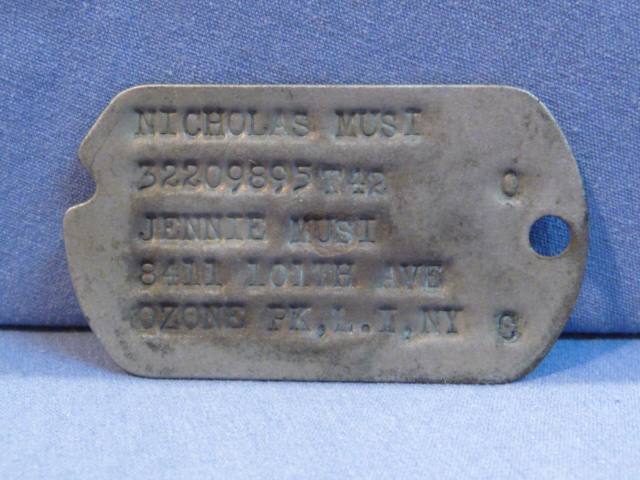 NICHOLAS MUSI
32209895 T42 O
JENNIE MUSI
8411 101TH AVE
OZONE PK,L.I,NY C